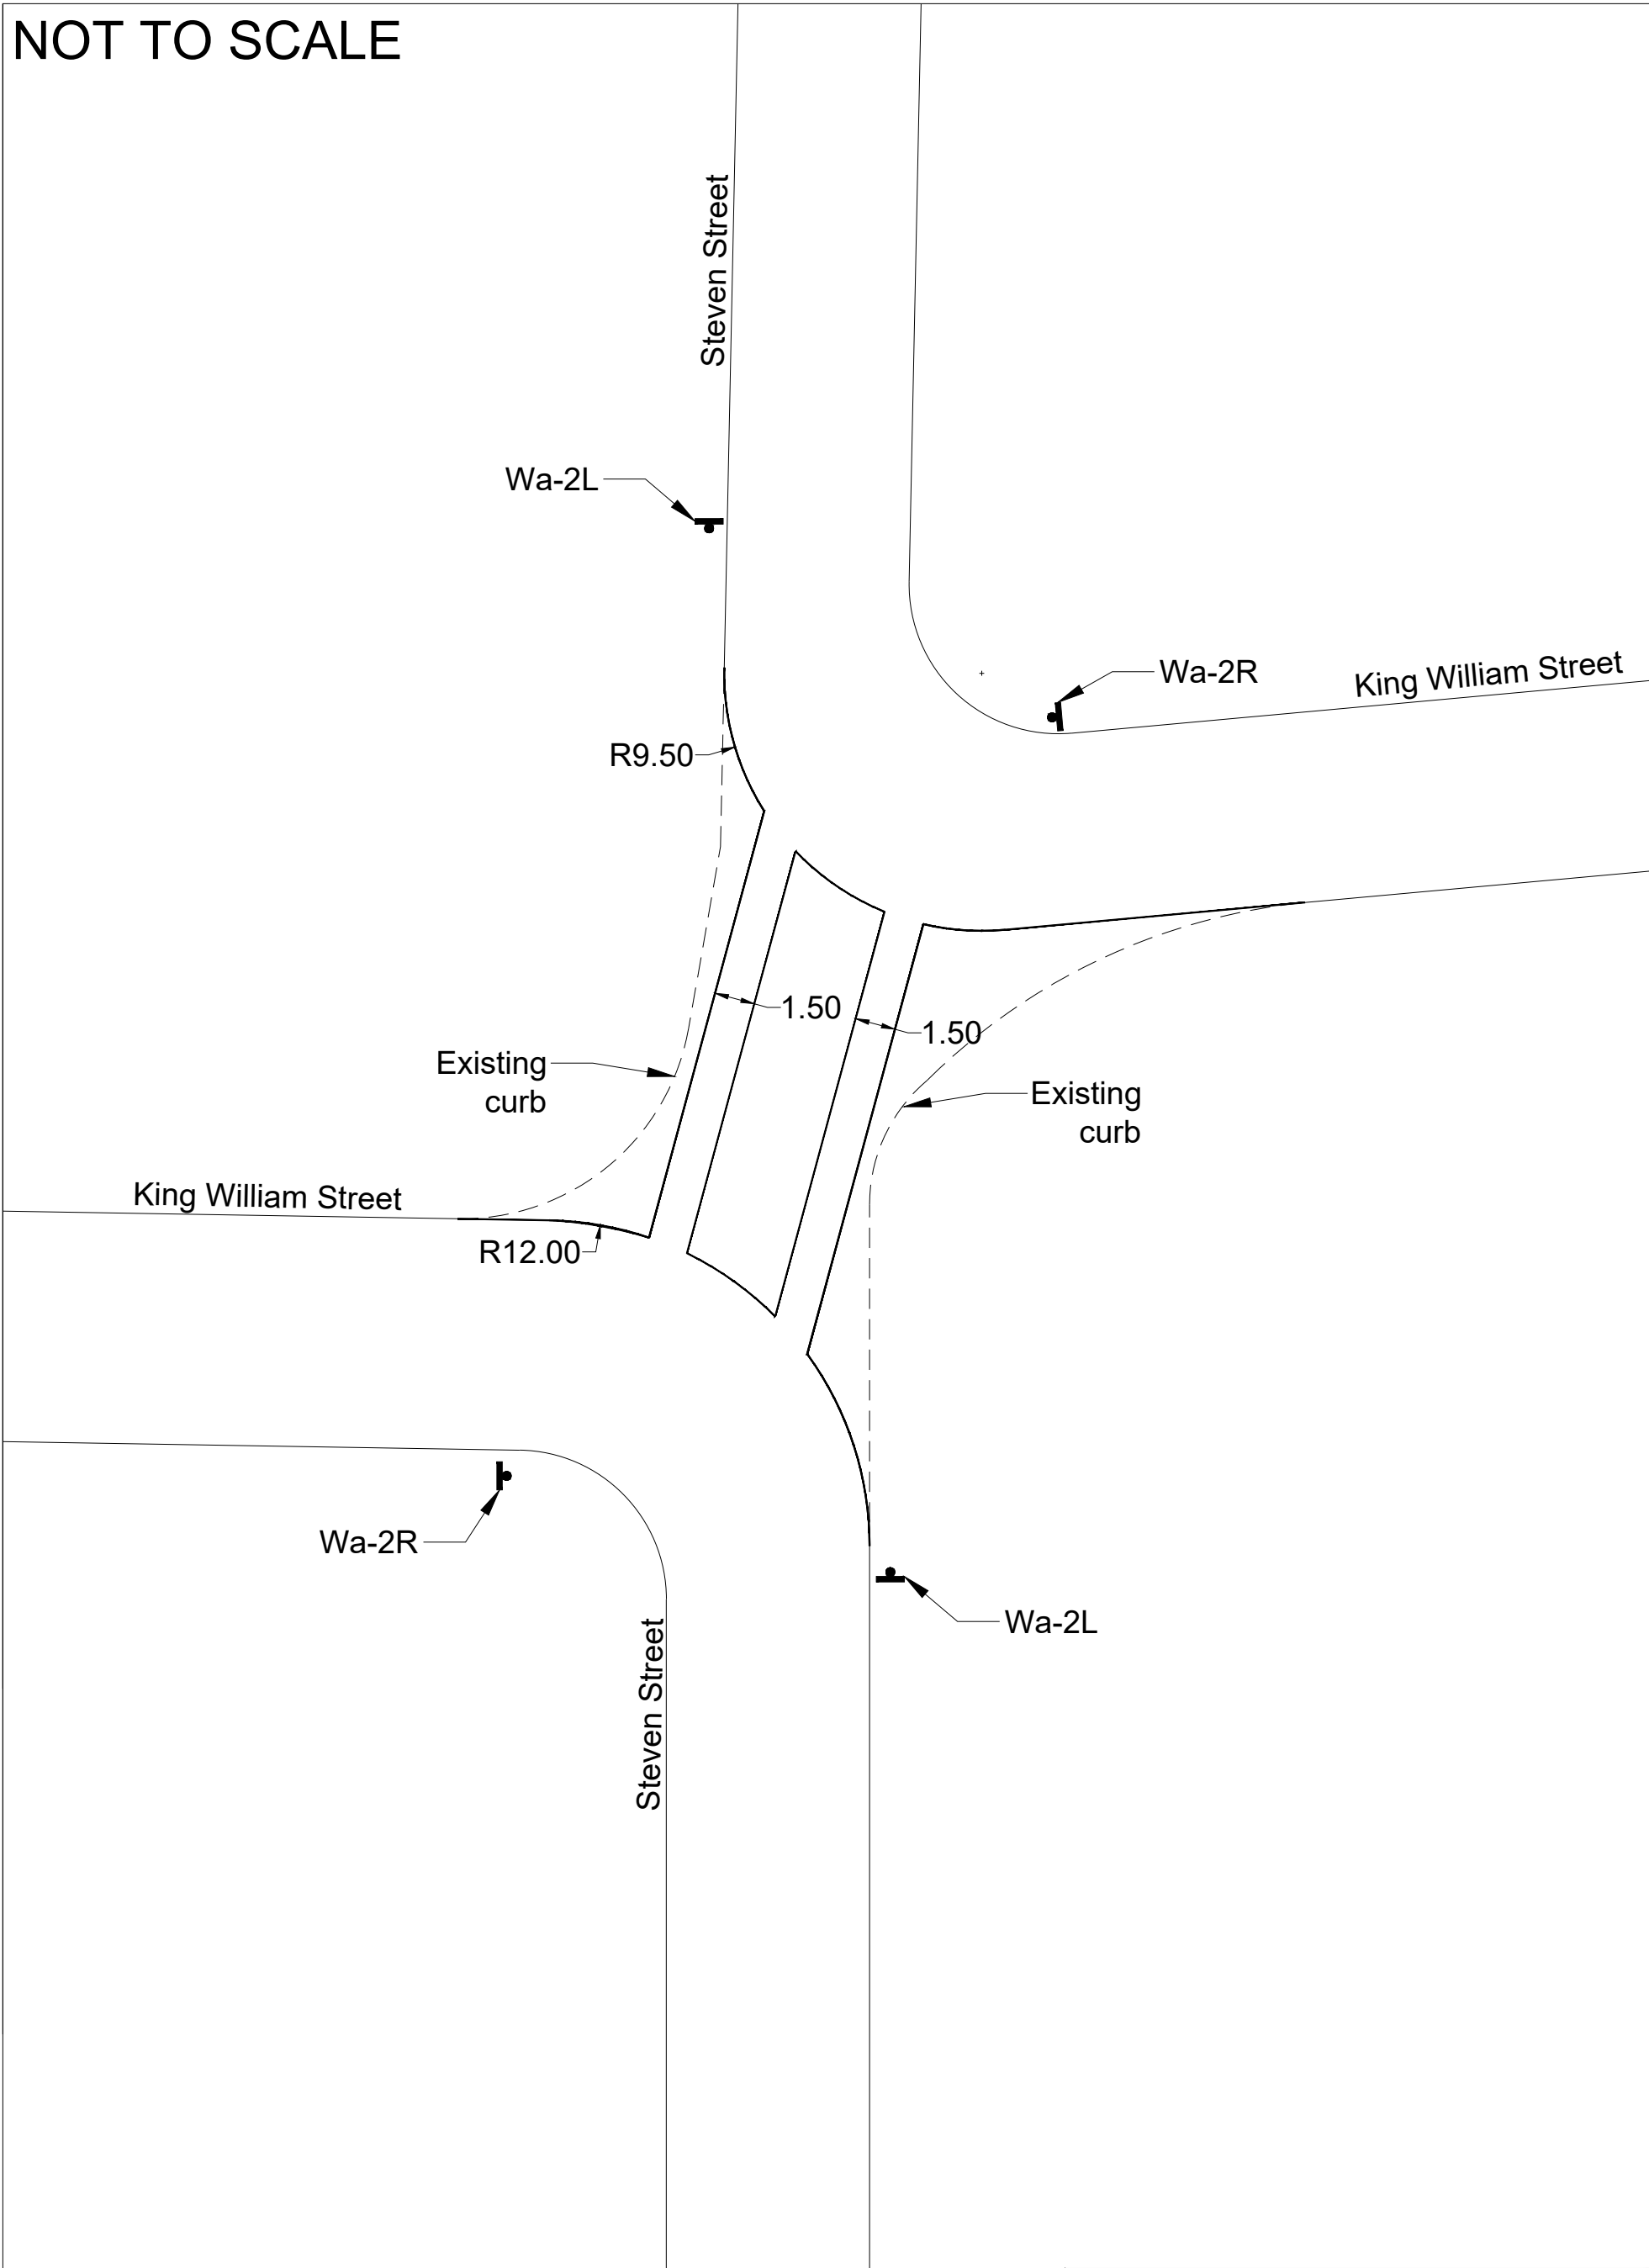 NOT TO SCALE
Steven Street
Wa-2L
Wa-2R
King William Street
R9.50
1.50
1.50
Existing
curb
Existing
curb
King William Street
R12.00
Wa-2R
Wa-2L
Steven Street